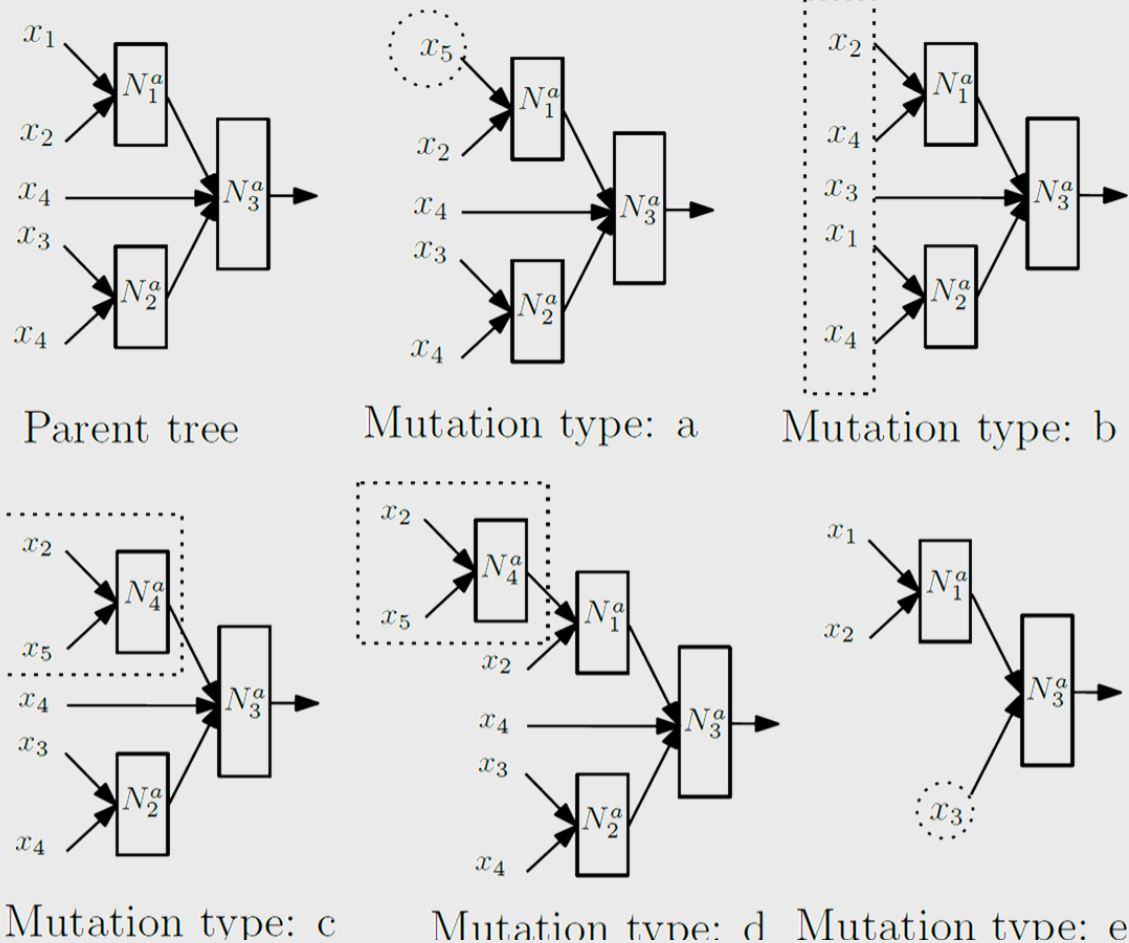 x₁
N₁ᵃ
x₂
x₄
N₃ᵃ
x₃
N₂ᵃ
x₄
Parent tree
x₅
N₁ᵃ
x₂
x₄
N₃ᵃ
x₃
N₂ᵃ
x₄
Mutation type: a
x₂
N₁ᵃ
x₄
x₃
N₃ᵃ
x₁
N₂ᵃ
x₄
Mutation type: b
x₂
N₄ᵃ
x₅
x₄
N₃ᵃ
x₃
N₂ᵃ
x₄
Mutation type: c
x₂
N₄ᵃ
x₅
N₁ᵃ
x₂
x₄
N₃ᵃ
x₃
N₂ᵃ
x₄
Mutation type: d
x₁
N₁ᵃ
x₂
N₃ᵃ
x₃
Mutation type: e